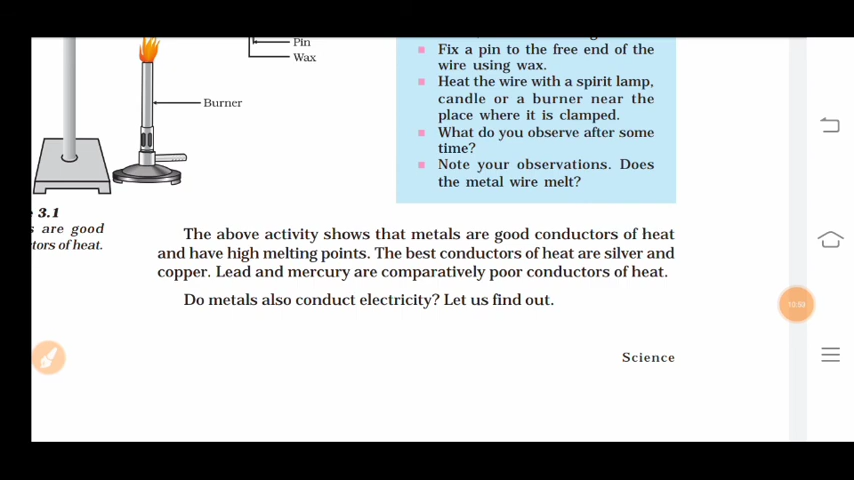 Pin
Wax
Burner
Fix a pin to the free end of the
wire using wax.
Heat the wire with a spirit lamp,
candle or a burner near the
place where it is clamped.
What do you observe after some
time?
Note your observations. Does
the metal wire melt?
3.1
s are good
tors of heat.
The above activity shows that metals are good conductors of heat
and have high melting points. The best conductors of heat are silver and
copper. Lead and mercury are comparatively poor conductors of heat.
Do metals also conduct electricity? Let us find out.
Science
10:53